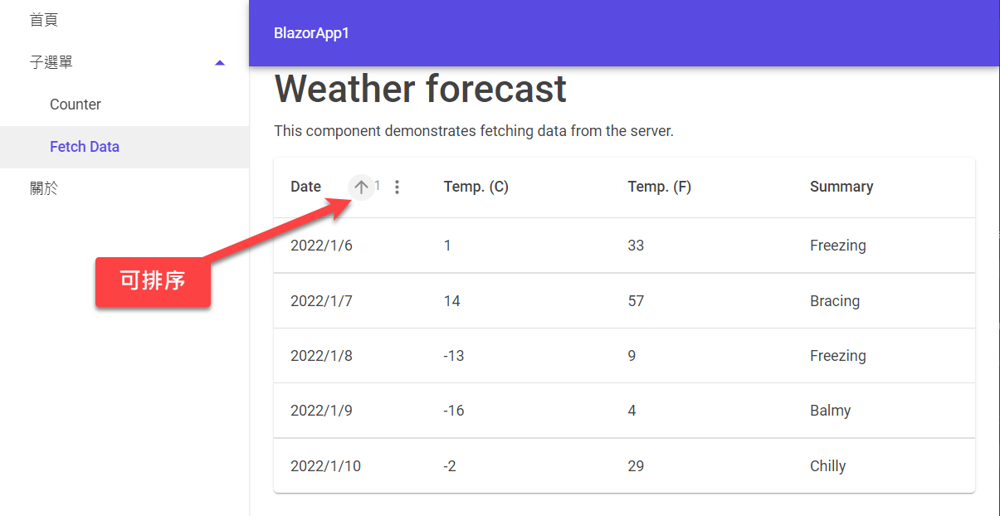 首頁
子選單
Counter
Fetch Data
關於
BlazorApp1
Weather forecast
This component demonstrates fetching data from the server.
Date 1 Temp. (C) Temp. (F) Summary
2022/1/6 1 33 Freezing
2022/1/7 14 57 Bracing
2022/1/8 -13 9 Freezing
2022/1/9 -16 4 Balmy
2022/1/10 -2 29 Chilly
可排序